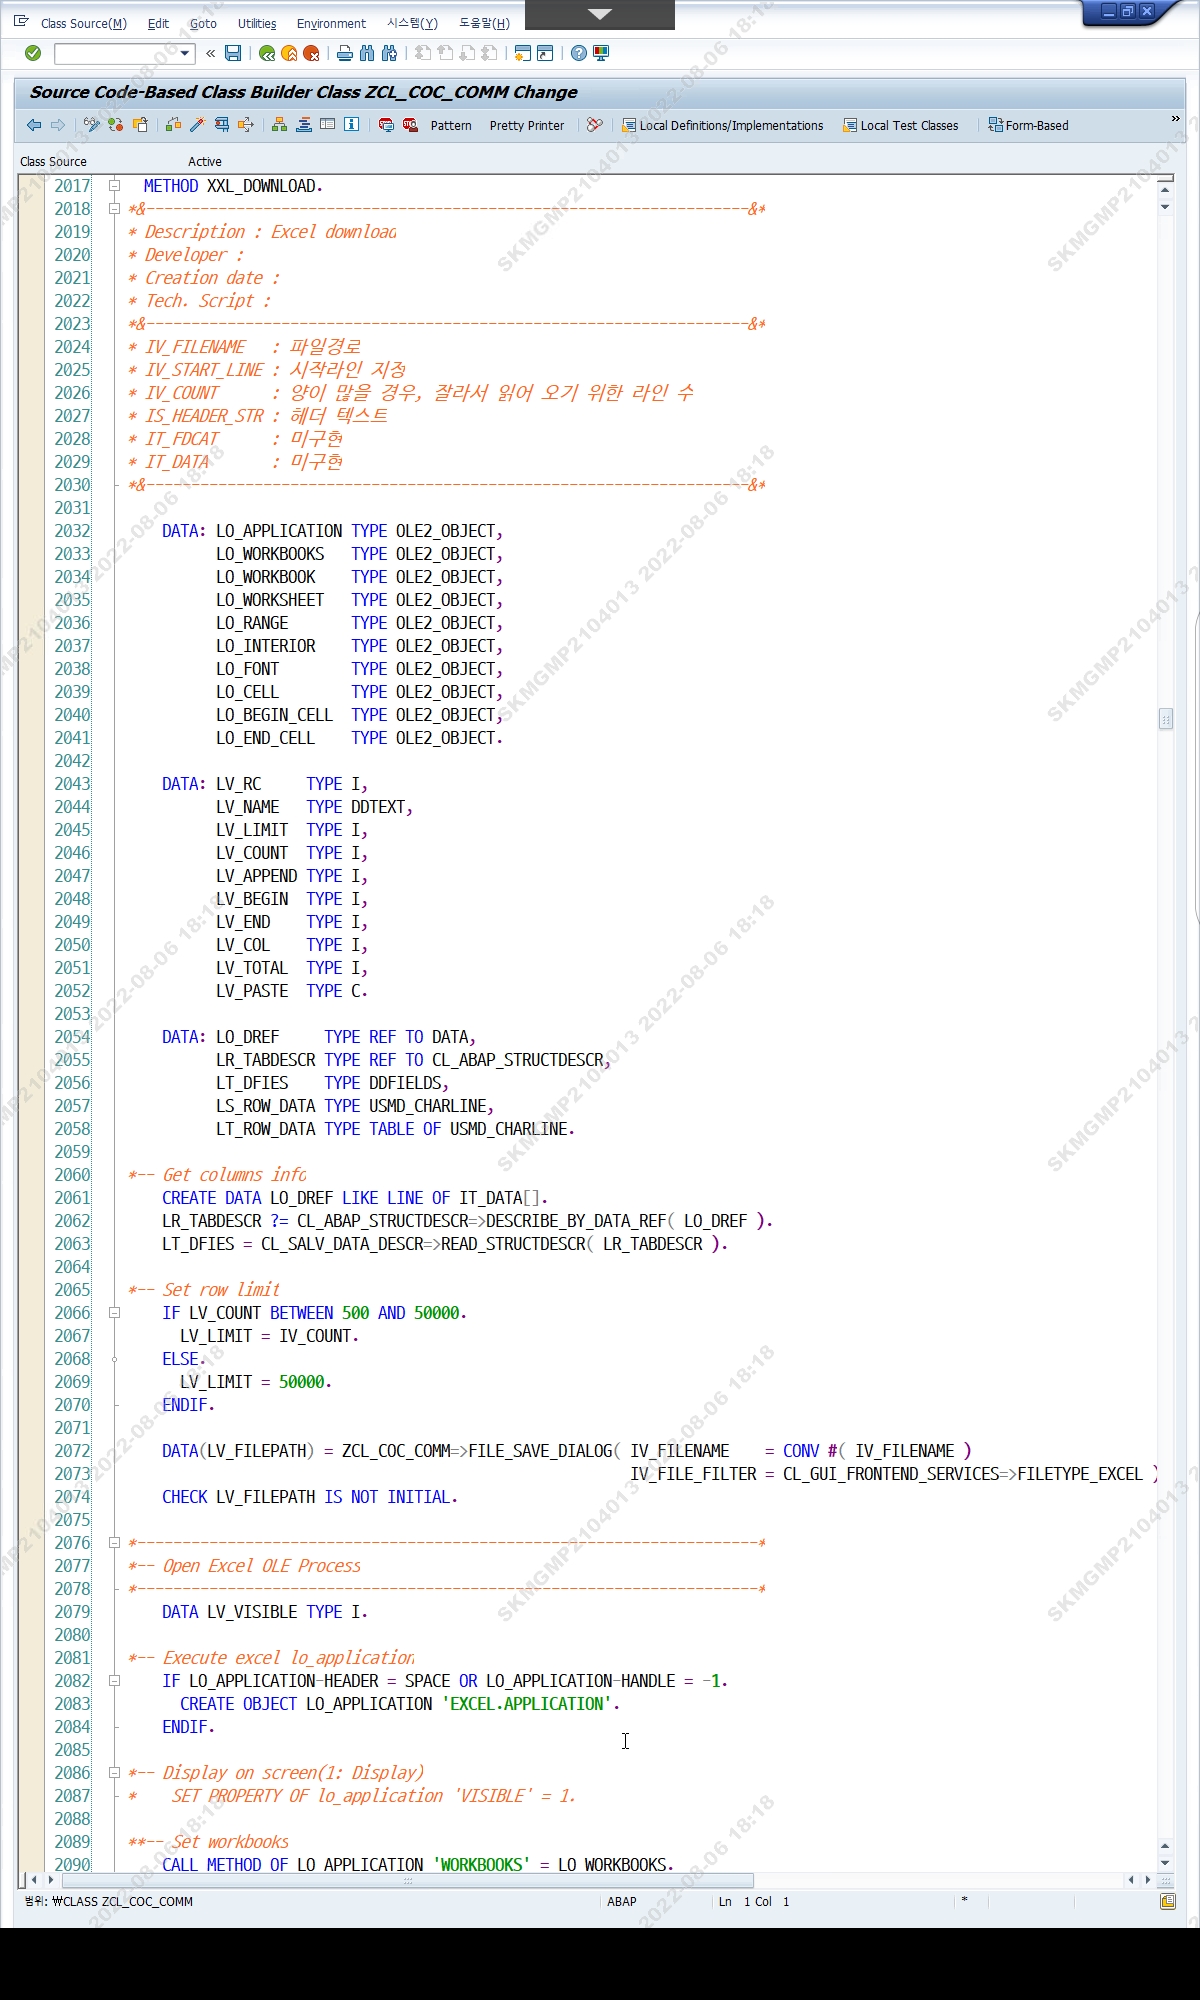 Class Source(M) Edit Goto Utilities Environment 시스템(Y) 도움말(H)
Source Code-Based Class Builder Class ZCL_COC_COMM Change
Pattern Pretty Printer Local Definitions/Implementations Local Test Classes Form-Based
Class Source Active
2017 METHOD XXL_DOWNLOAD.
2018 *&-------------------------------------------------------------------&*
2019 * Description : Excel download
2020 * Developer :
2021 * Creation date :
2022 * Tech. Script :
2023 *&-------------------------------------------------------------------&*
2024 * IV_FILENAME : 파일경로
2025 * IV_START_LINE : 시작라인 지정
2026 * IV_COUNT : 양이 많을 경우, 잘라서 읽어 오기 위한 라인 수
2027 * IS_HEADER_STR : 헤더 텍스트
2028 * IT_FDCAT : 미구현
2029 * IT_DATA : 미구현
2030 *&-------------------------------------------------------------------&*
2031
2032 DATA: LO_APPLICATION TYPE OLE2_OBJECT,
2033 LO_WORKBOOKS TYPE OLE2_OBJECT,
2034 LO_WORKBOOK TYPE OLE2_OBJECT,
2035 LO_WORKSHEET TYPE OLE2_OBJECT,
2036 LO_RANGE TYPE OLE2_OBJECT,
2037 LO_INTERIOR TYPE OLE2_OBJECT,
2038 LO_FONT TYPE OLE2_OBJECT,
2039 LO_CELL TYPE OLE2_OBJECT,
2040 LO_BEGIN_CELL TYPE OLE2_OBJECT,
2041 LO_END_CELL TYPE OLE2_OBJECT.
2042
2043 DATA: LV_RC TYPE I,
2044 LV_NAME TYPE DDTEXT,
2045 LV_LIMIT TYPE I,
2046 LV_COUNT TYPE I,
2047 LV_APPEND TYPE I,
2048 LV_BEGIN TYPE I,
2049 LV_END TYPE I,
2050 LV_COL TYPE I,
2051 LV_TOTAL TYPE I,
2052 LV_PASTE TYPE C.
2053
2054 DATA: LO_DREF TYPE REF TO DATA,
2055 LR_TABDESCR TYPE REF TO CL_ABAP_STRUCTDESCR,
2056 LT_DFIES TYPE DDFIELDS,
2057 LS_ROW_DATA TYPE USMD_CHARLINE,
2058 LT_ROW_DATA TYPE TABLE OF USMD_CHARLINE.
2059
2060 *-- Get columns info
2061 CREATE DATA LO_DREF LIKE LINE OF IT_DATA[].
2062 LR_TABDESCR ?= CL_ABAP_STRUCTDESCR=>DESCRIBE_BY_DATA_REF( LO_DREF ).
2063 LT_DFIES = CL_SALV_DATA_DESCR=>READ_STRUCTDESCR( LR_TABDESCR ).
2064
2065 *-- Set row limit
2066 IF LV_COUNT BETWEEN 500 AND 50000.
2067 LV_LIMIT = IV_COUNT.
2068 ELSE.
2069 LV_LIMIT = 50000.
2070 ENDIF.
2071
2072 DATA(LV_FILEPATH) = ZCL_COC_COMM=>FILE_SAVE_DIALOG( IV_FILENAME = CONV #( IV_FILENAME )
2073 IV_FILE_FILTER = CL_GUI_FRONTEND_SERVICES=>FILETYPE_EXCEL )
2074 CHECK LV_FILEPATH IS NOT INITIAL.
2075
2076 *---------------------------------------------------------------------*
2077 *-- Open Excel OLE Process
2078 *---------------------------------------------------------------------*
2079 DATA LV_VISIBLE TYPE I.
2080
2081 *-- Execute excel lo_application
2082 IF LO_APPLICATION-HEADER = SPACE OR LO_APPLICATION-HANDLE = -1.
2083 CREATE OBJECT LO_APPLICATION 'EXCEL.APPLICATION'.
2084 ENDIF.
2085
2086 *-- Display on screen(1: Display)
2087 * SET PROPERTY OF lo_application 'VISIBLE' = 1.
2088
2089 **-- Set workbooks
2090 CALL METHOD OF LO_APPLICATION 'WORKBOOKS' = LO_WORKBOOKS.
범위: ₩CLASS ZCL_COC_COMM ABAP Ln 1 Col 1 *
SKMGMP2104013 2022-08-06 18:18